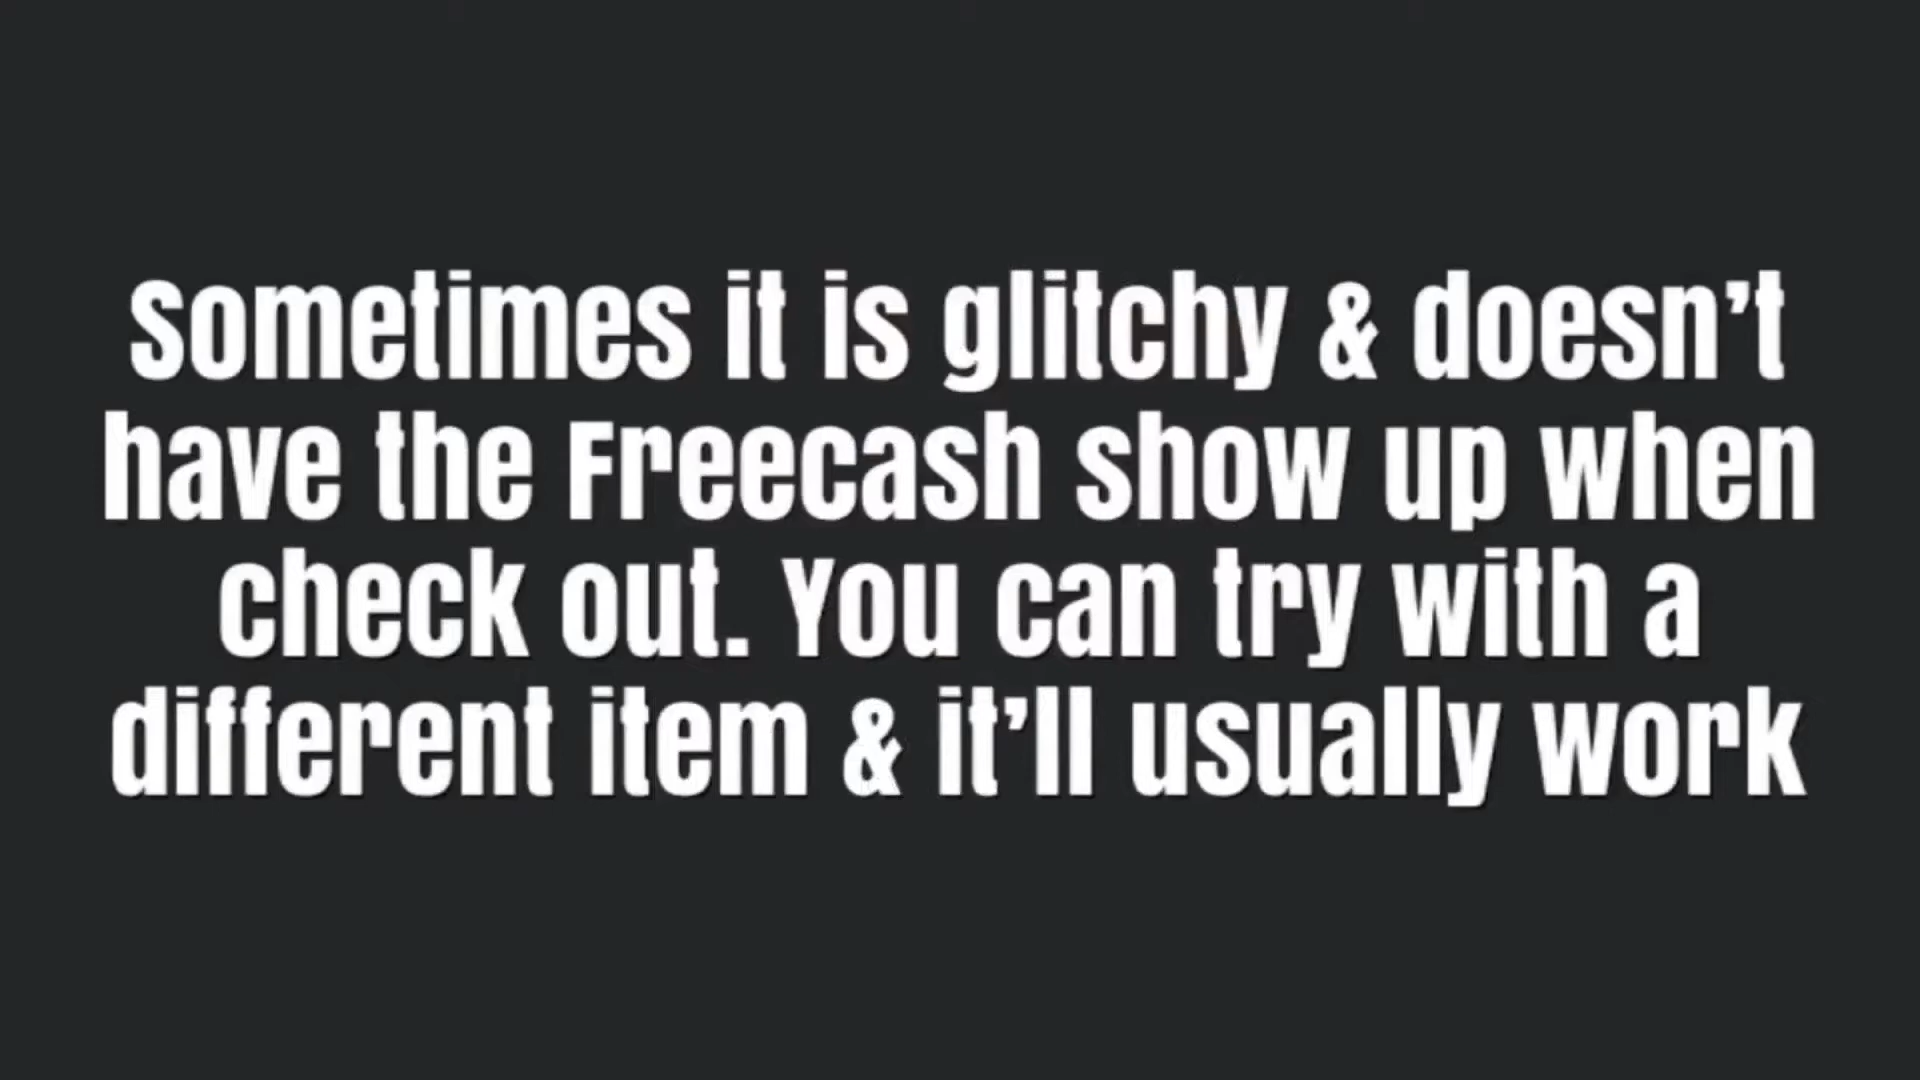 Sometimes it is glitchy & doesn't
have the Freecash show up when
check out. You can try with a
different item & it'll usually work